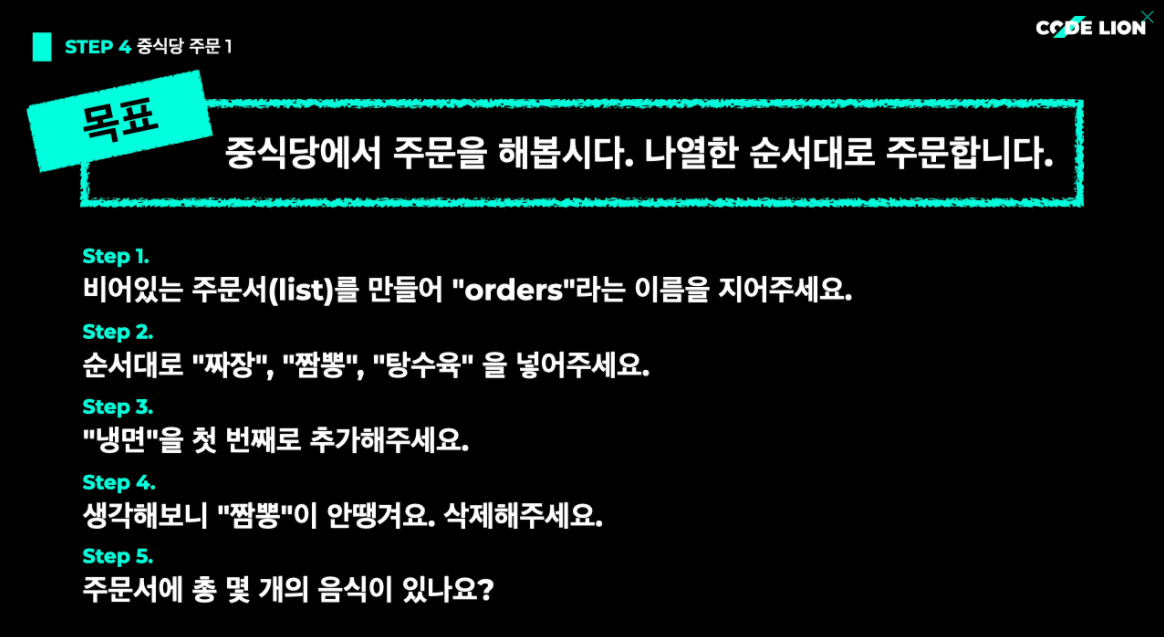 STEP 4 중식당 주문 1
CODE LION
목표
중식당에서 주문을 해봅시다. 나열한 순서대로 주문합니다.
Step 1.
비어있는 주문서(list)를 만들어 "orders"라는 이름을 지어주세요.
Step 2.
순서대로 "짜장", "짬뽕", "탕수육" 을 넣어주세요.
Step 3.
"냉면"을 첫 번째로 추가해주세요.
Step 4.
생각해보니 "짬뽕"이 안땡겨요. 삭제해주세요.
Step 5.
주문서에 총 몇 개의 음식이 있나요?